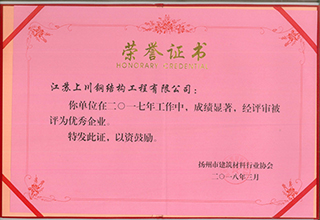 荣誉证书
HONORARY CREDENTIAL
江苏上川钢结构工程有限公司：
你单位在二〇一七年工作中，成绩显著，经评审被
评为优秀企业。
特发此证，以资鼓励。
扬州市建筑材料行业协会
二〇一八年三月